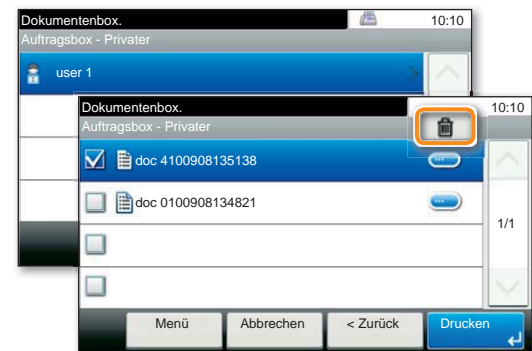 Dokumentenbox. 10:10
Auftragsbox - Privater
user 1
Dokumentenbox. 10:10
Auftragsbox - Privater
doc 4100908135138
doc 0100908134821
1/1
Menü Abbrechen < Zurück Drucken